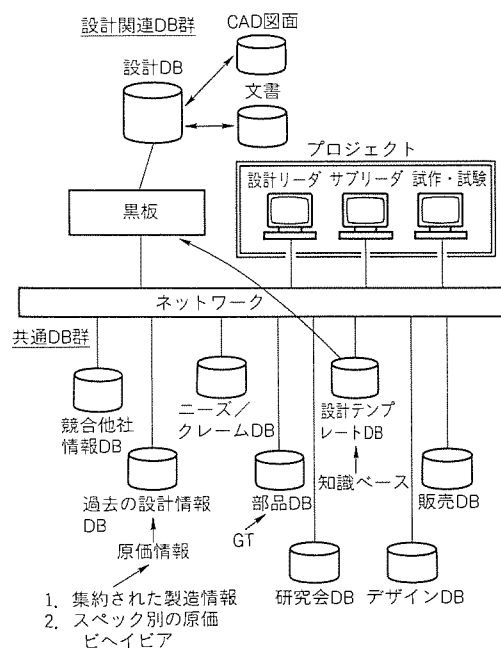 設計関連DB群
CAD図面
設計DB
文書
プロジェクト
設計リーダ サブリーダ 試作・試験
黒板
ネットワーク
共通DB群
競合他社
情報DB
ニーズ／
クレームDB
設計テンプ
レートDB
過去の設計情報
DB
部品DB
知識ベース
販売DB
原価情報
GT
研究会DB
デザインDB
1. 集約された製造情報
2. スペック別の原価
ビヘイビア